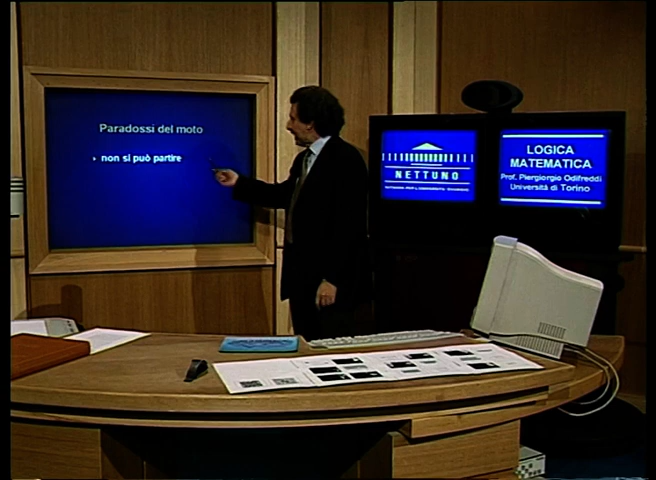 Paradossi del moto
non si può partire
NETTUNO
LOGICA
MATEMATICA
Prof. Piergiorgio Odifreddi
Università di Torino